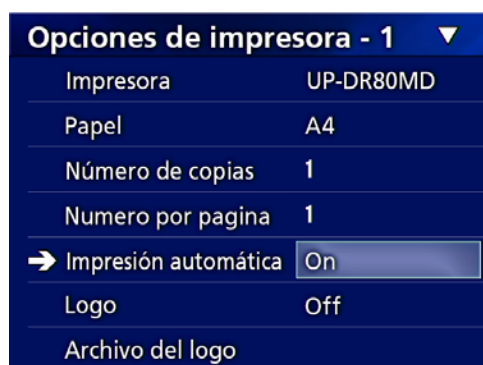 Opciones de impresora - 1
Impresora UP-DR80MD
Papel A4
Número de copias 1
Numero por pagina 1
Impresión automática On
Logo Off
Archivo del logo